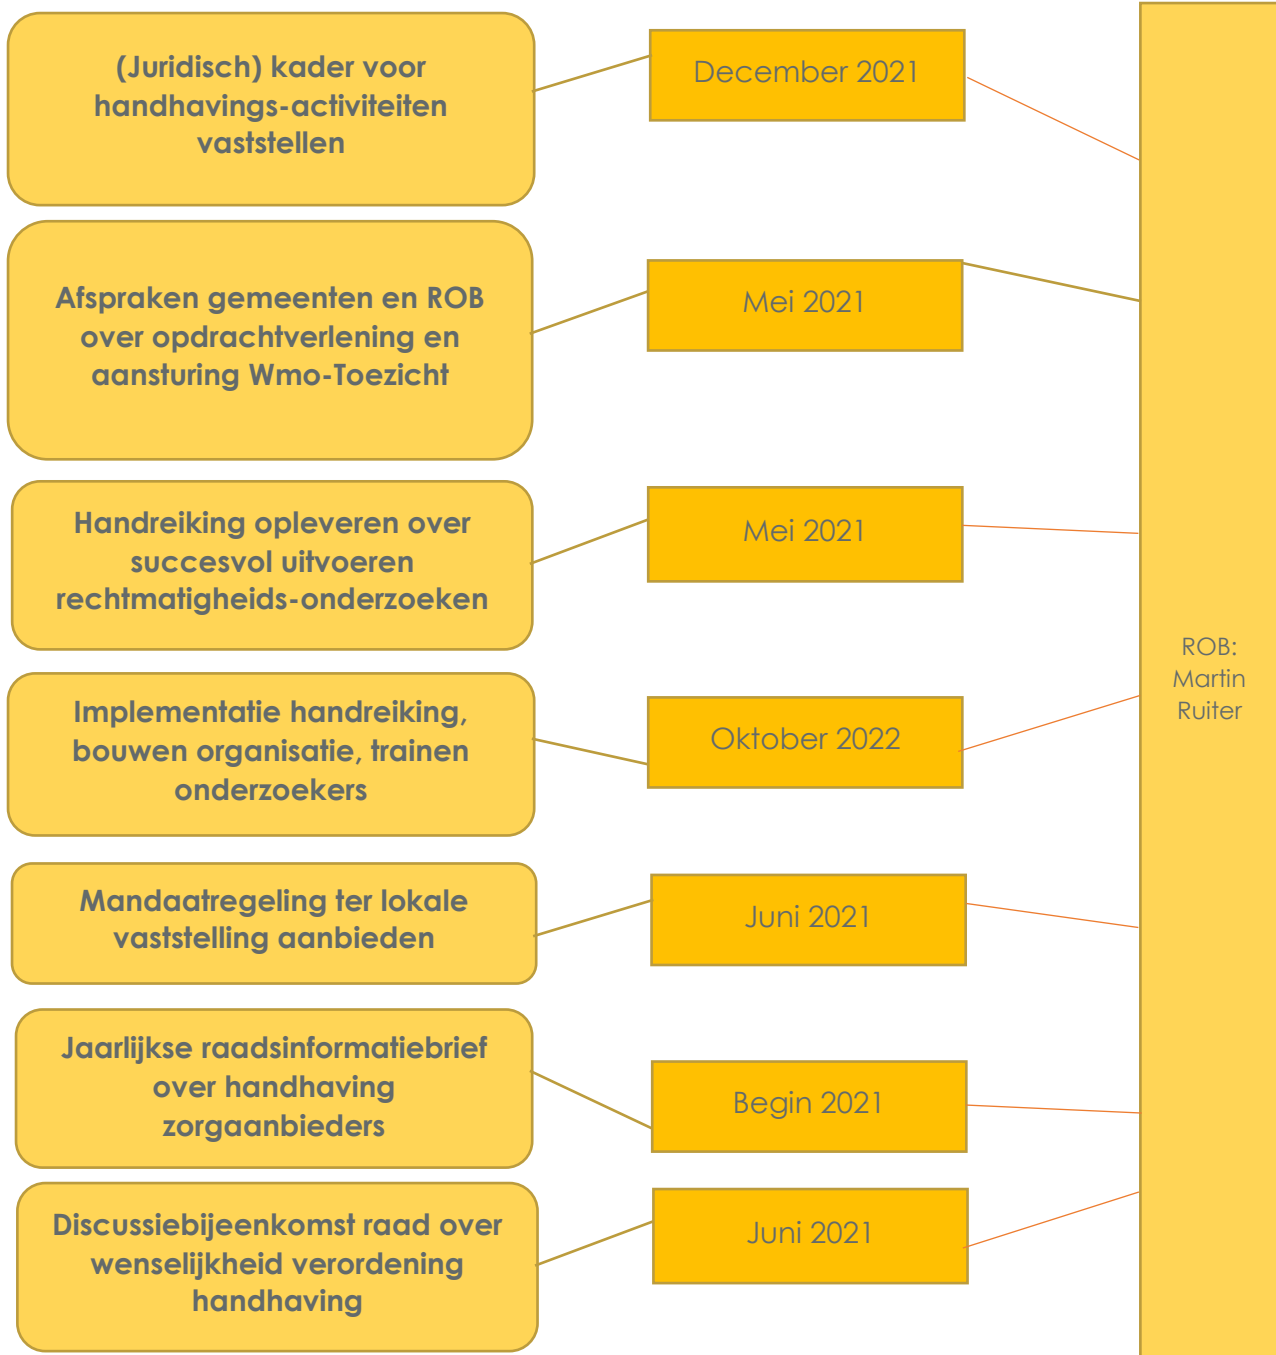 (Juridisch) kader voor
handhavings-activiteiten
vaststellen
December 2021
Afspraken gemeenten en ROB
over opdrachtverlening en
aansturing Wmo-Toezicht
Mei 2021
Handreiking opleveren over
succesvol uitvoeren
rechtmatigheids-onderzoeken
Mei 2021
Implementatie handreiking,
bouwen organisatie, trainen
onderzoekers
Oktober 2022
Mandaatregeling ter lokale
vaststelling aanbieden
Juni 2021
Jaarlijkse raadsinformatiebrief
over handhaving
zorgaanbieders
Begin 2021
Discussiebijeenkomst raad over
wenselijkheid verordening
handhaving
Juni 2021
ROB:
Martin
Ruiter